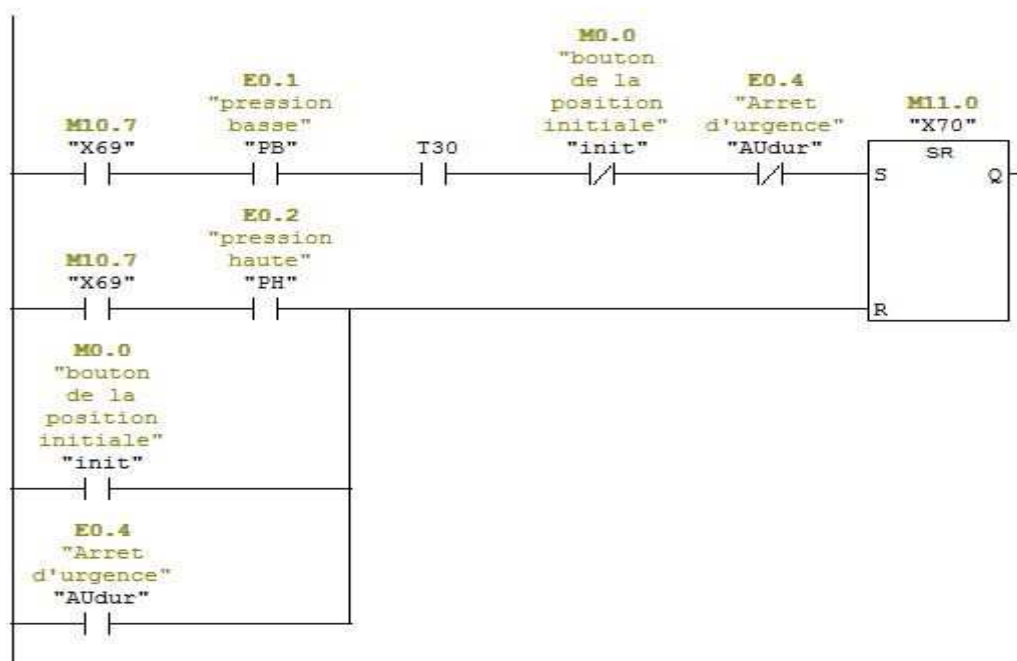 M10.7
"X69"
E0.1
"pression
basse"
"PB"
T30
M0.0
"bouton
de la
position
initiale"
"init"
E0.4
"Arret
d'urgence"
"AUdur"
M11.0
"X70"
SR
S
Q
M10.7
"X69"
E0.2
"pression
haute"
"PH"
R
M0.0
"bouton
de la
position
initiale"
"init"
E0.4
"Arret
d'urgence"
"AUdur"